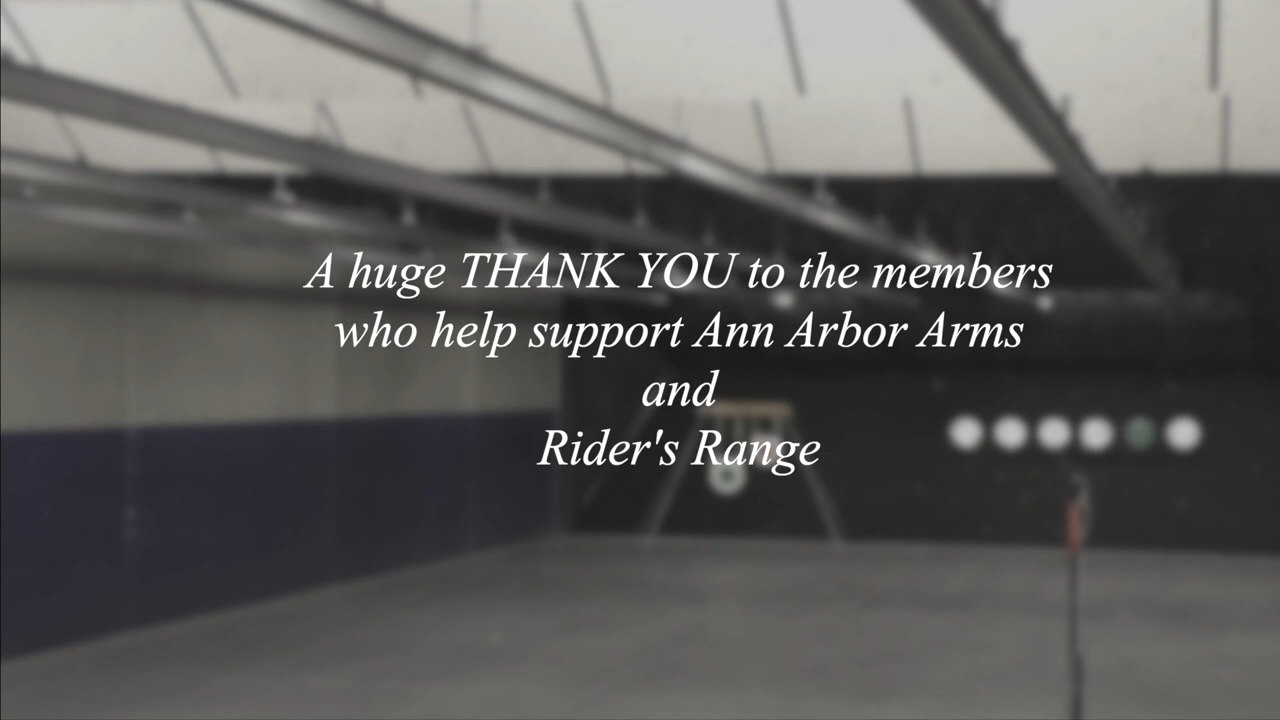 A huge THANK YOU to the members
who help support Ann Arbor Arms
and
Rider's Range